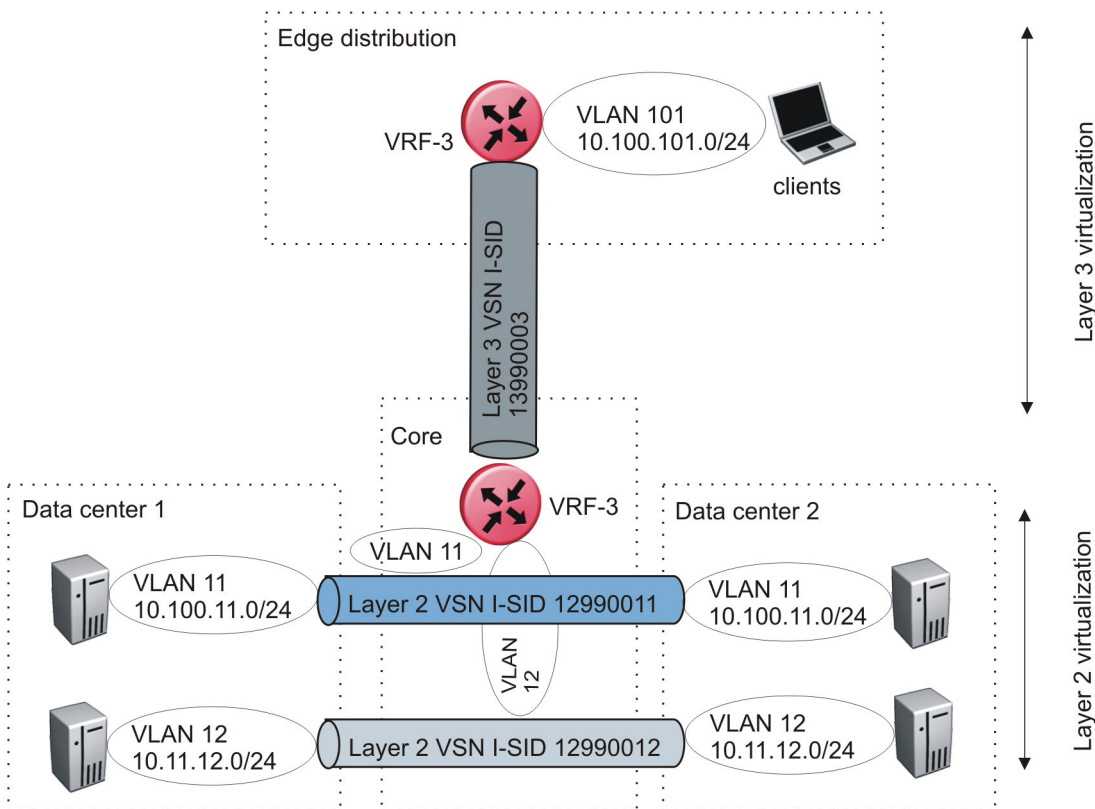 Edge distribution
VRF-3
VLAN 101
10.100.101.0/24
clients
Layer 3 virtualization
Layer 3 VSN I-SID
13990003
Core
VRF-3
Data center 1
Data center 2
VLAN 11
VLAN 11
10.100.11.0/24
Layer 2 VSN I-SID 12990011
VLAN 11
10.100.11.0/24
VLAN
12
VLAN 12
10.11.12.0/24
Layer 2 VSN I-SID 12990012
VLAN 12
10.11.12.0/24
Layer 2 virtualization